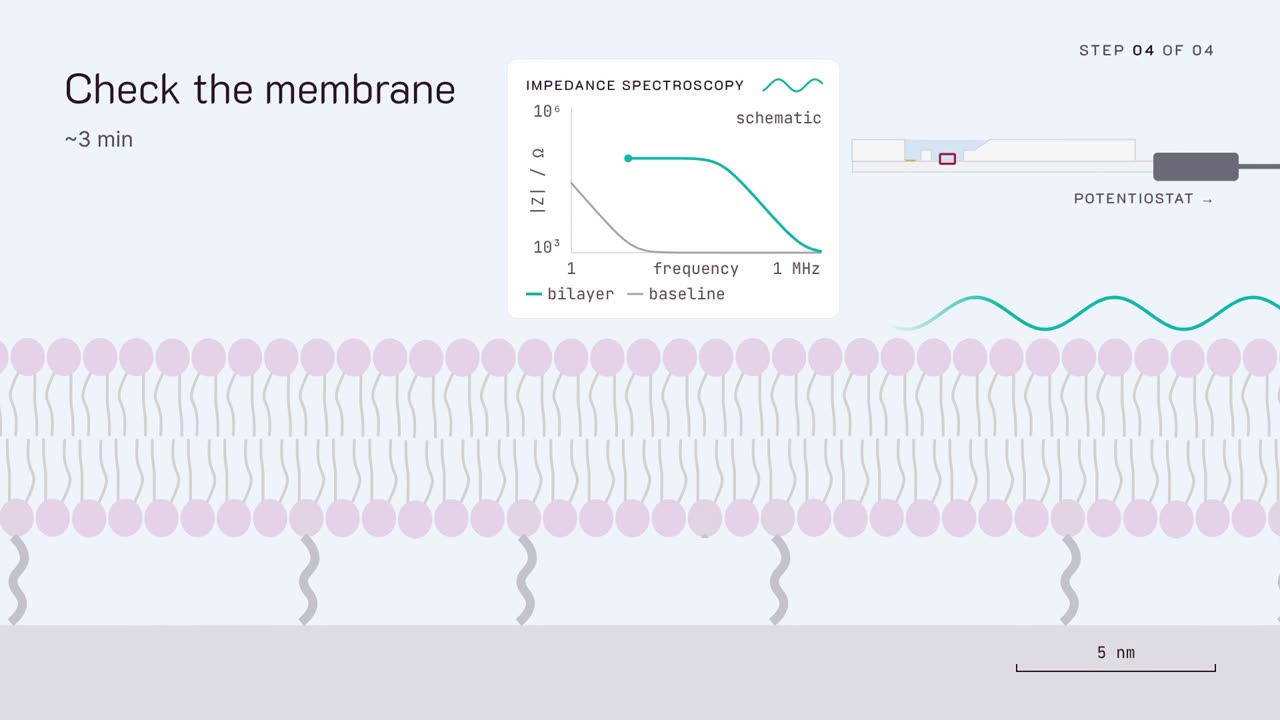 STEP 04 OF 04
Check the membrane
~3 min
IMPEDANCE SPECTROSCOPY
schematic
10⁶
|Z| / Ω
10³
1 frequency 1 MHz
bilayer baseline
POTENTIOSTAT →
5 nm